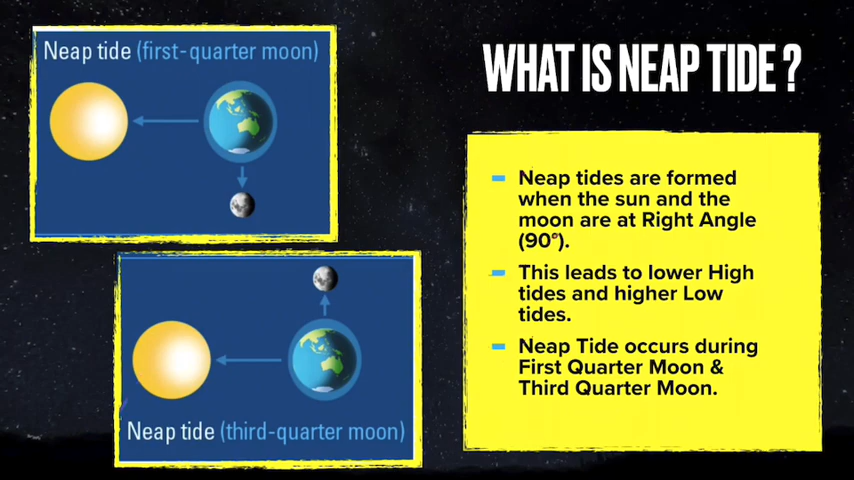 Neap tide (first-quarter moon)
WHAT IS NEAP TIDE ?
Neap tides are formed
when the sun and the
moon are at Right Angle
(90°).
This leads to lower High
tides and higher Low
tides.
Neap Tide occurs during
First Quarter Moon &
Third Quarter Moon.
Neap tide (third-quarter moon)